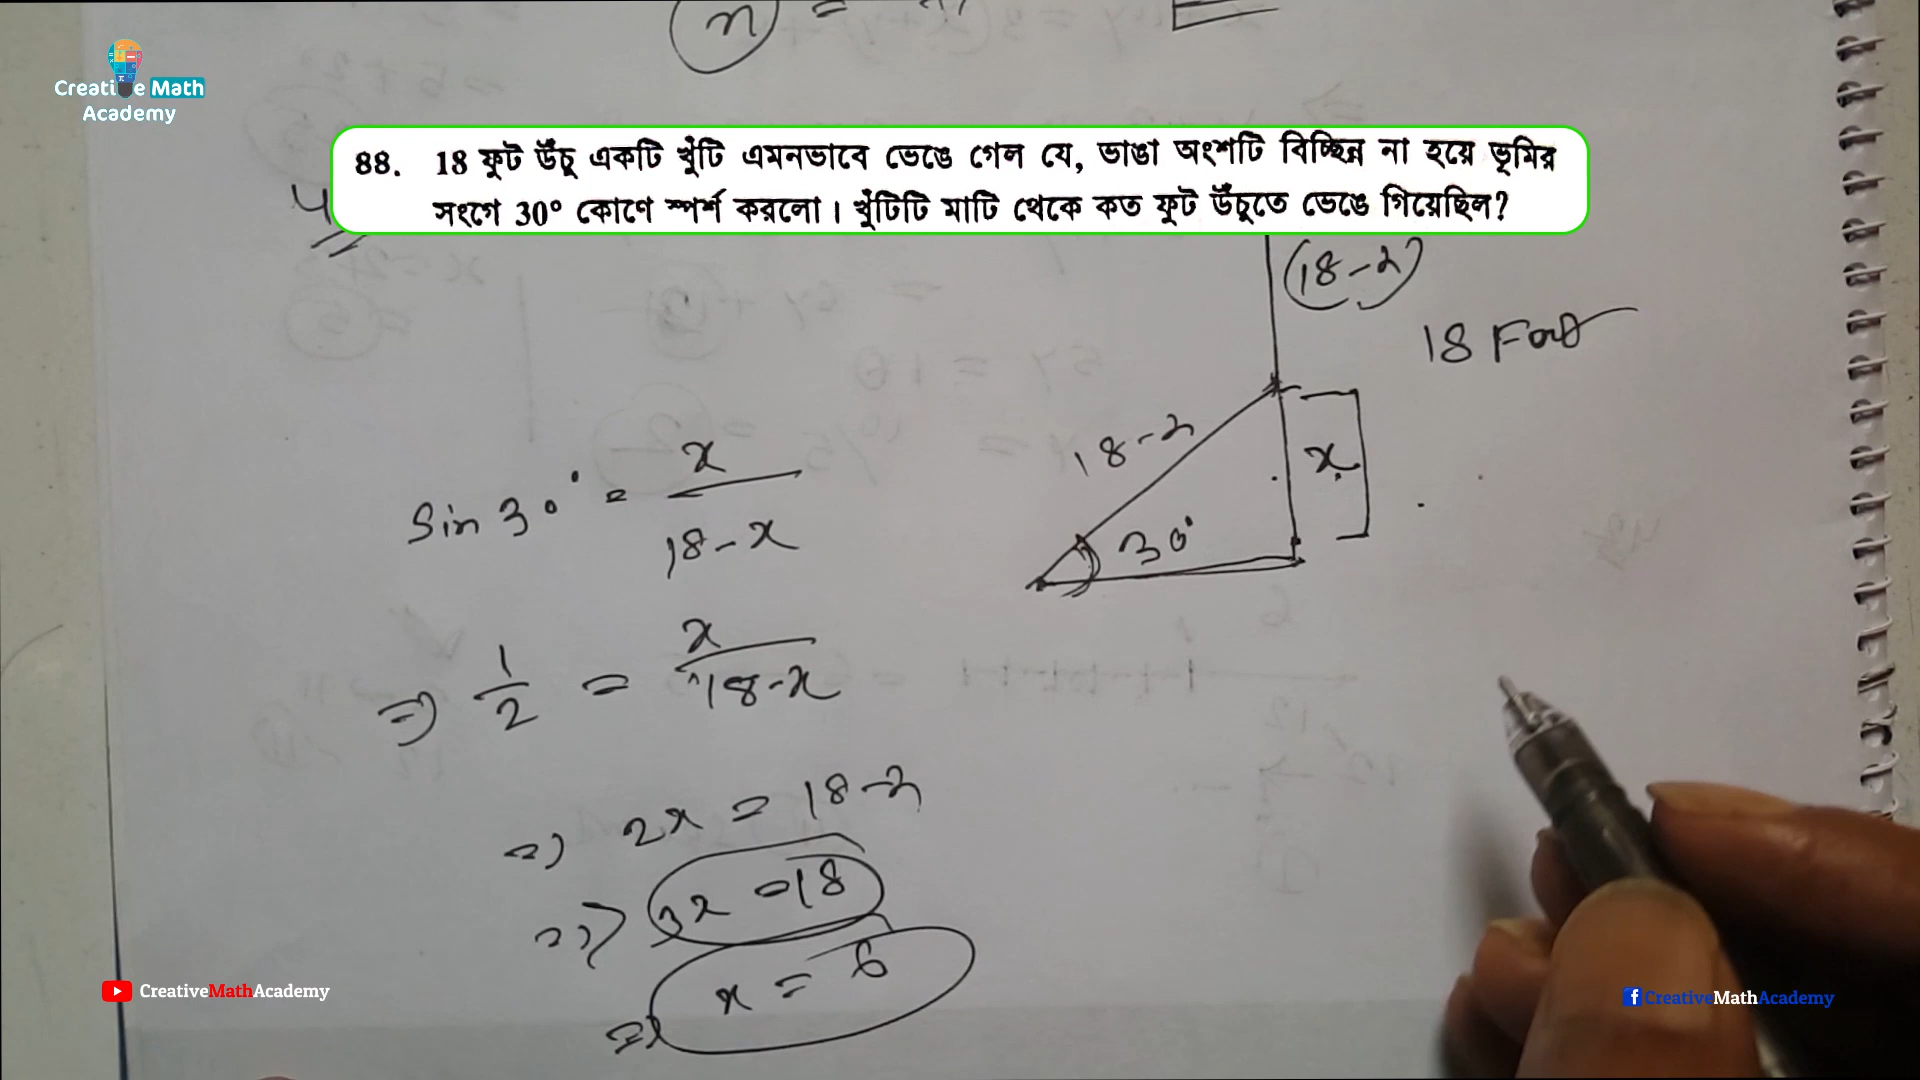 (n) =
Creative Math
Academy
88. 18 ফুট উঁচু একটি খুঁটি এমনভাবে ভেঙে গেল যে, ভাঙা অংশটি বিচ্ছিন্ন না হয়ে ভূমির
সংগে 30° কোণে স্পর্শ করলো। খুঁটিটি মাটি থেকে কত ফুট উঁচুতে ভেঙে গিয়েছিল?
(18-x)
18 Foot
18-x
x
30°
Sin 30° = x/18-x
=> 1/2 = x/18-x
=> 2x = 18-x
=> 3x = 18
=> x = 6
CreativeMathAcademy
CreativeMathAcademy